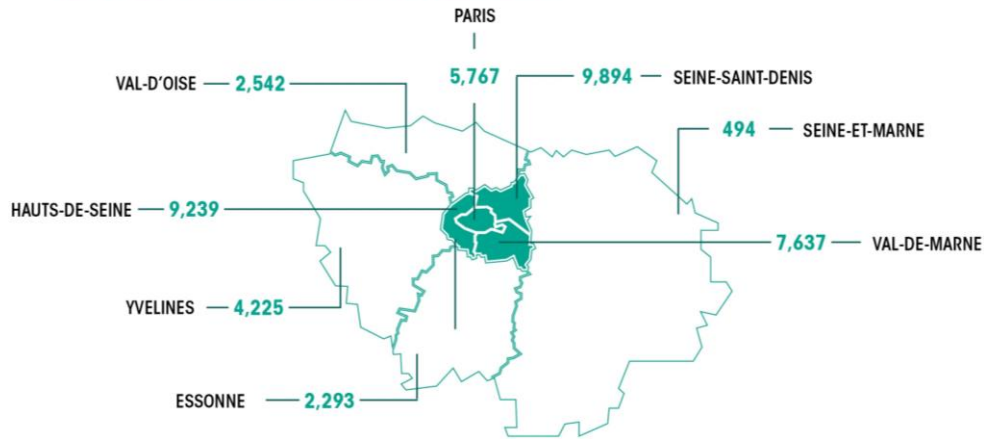 PARIS
5,767
VAL-D'OISE 2,542
9,894 SEINE-SAINT-DENIS
494 SEINE-ET-MARNE
HAUTS-DE-SEINE 9,239
7,637 VAL-DE-MARNE
YVELINES 4,225
ESSONNE 2,293